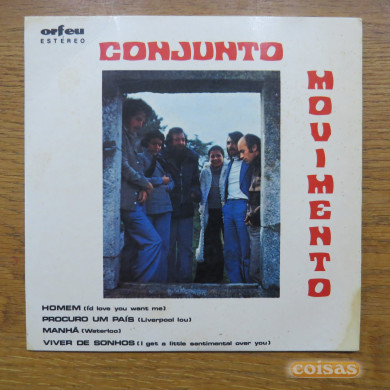 orfeu
ESTÉREO
CONJUNTO
MOVIMENTO
HOMEM (I'd love you want me)
PROCURO UM PAÍS (Liverpool lou)
MANHÃ (Waterloo)
VIVER DE SONHOS (I get a little sentimental over you)
coisas